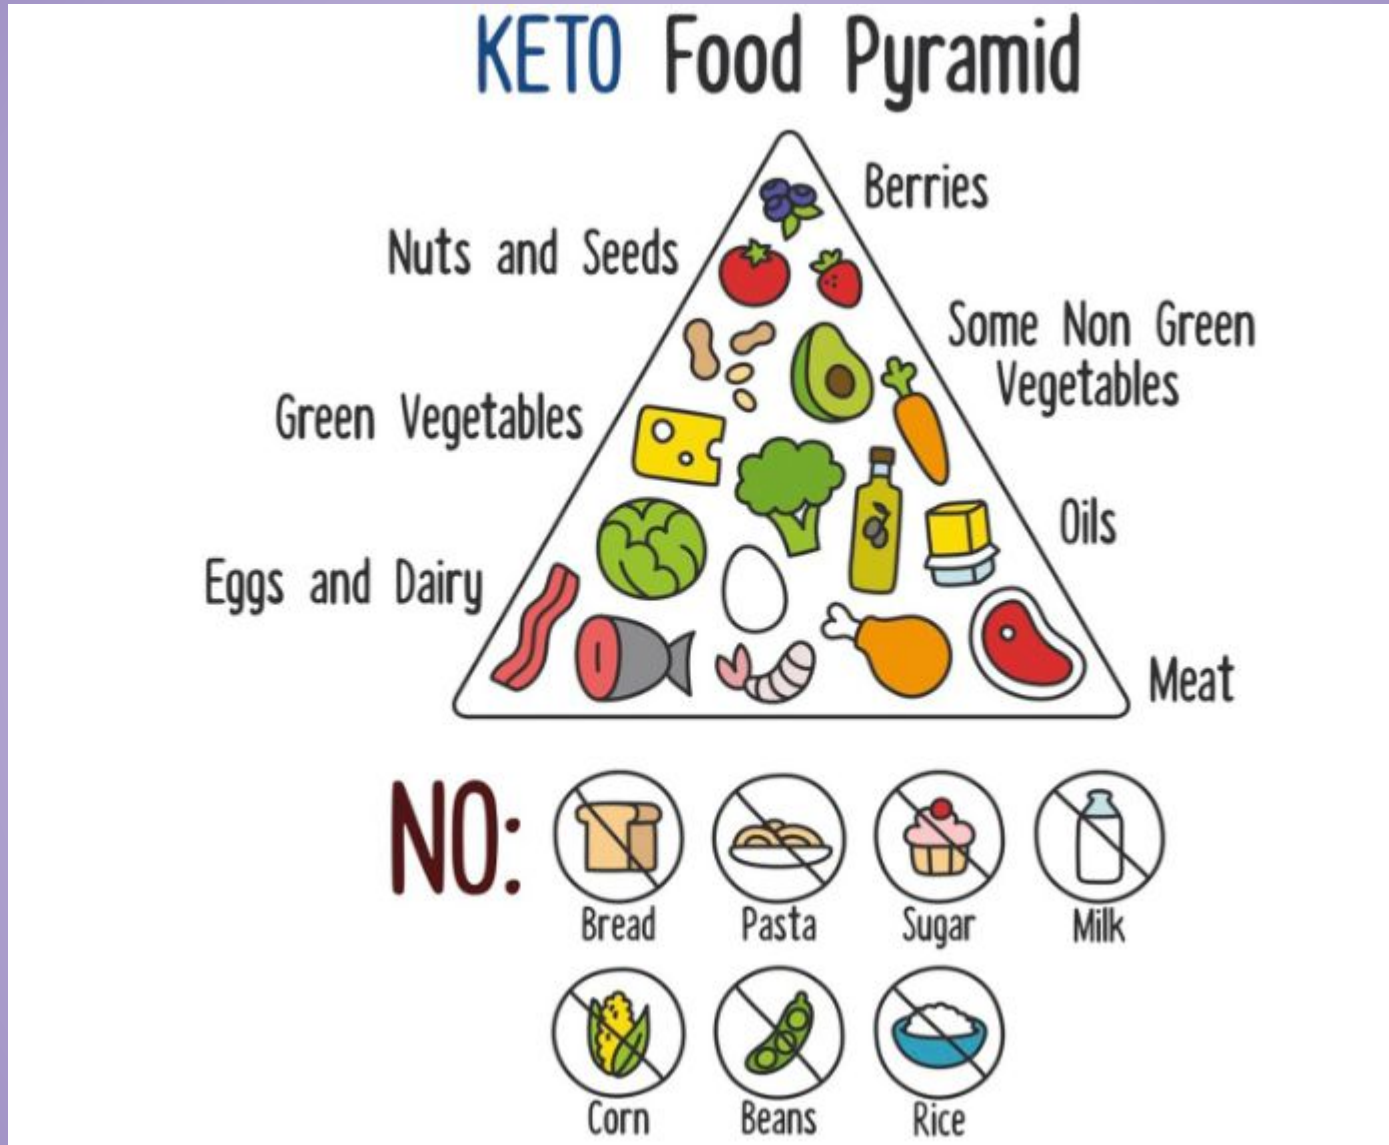 KETO Food Pyramid
Berries
Nuts and Seeds
Some Non Green
Vegetables
Green Vegetables
Oils
Eggs and Dairy
Meat
NO:
Bread
Pasta
Sugar
Milk
Corn
Beans
Rice